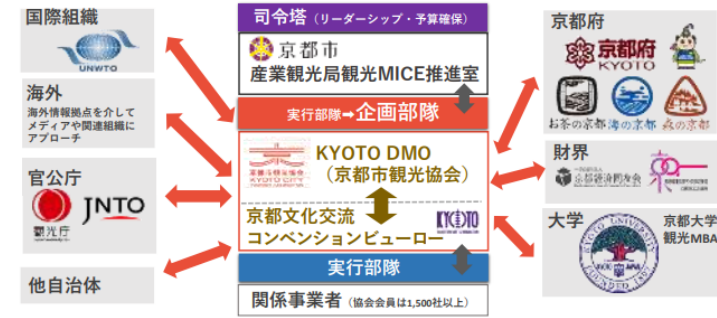 国際組織
UNWTO
海外
海外情報拠点を介して
メディアや関連組織に
アプローチ
官公庁
観光庁
JNTO
他自治体
司令塔（リーダーシップ・予算確保）
京都市
産業観光局観光MICE推進室
実行部隊➡企画部隊
KYOTO DMO
（京都市観光協会）
KYOTO CITY
京都文化交流
コンベンションビューロー
KYOTO
実行部隊
関係事業者（協会会員は1,500社以上）
京都府
京都府
KYOTO
お茶の京都
海の京都
森の京都
財界
京都経済同友会
大学
KYOTO UNIVERSITY
FOUNDED 1897
京都大学
観光MBA